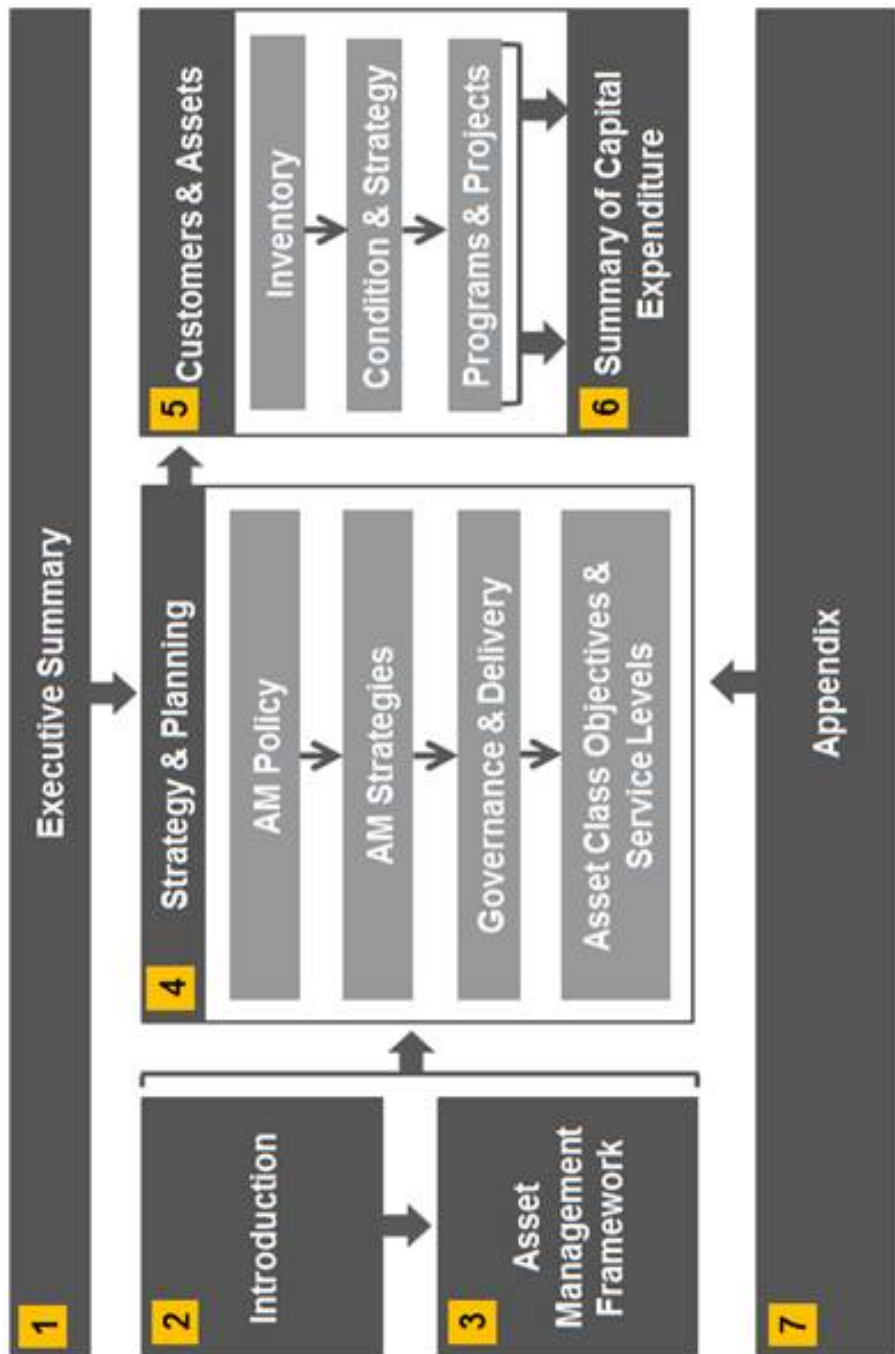 1
Executive Summary
2
Introduction
3
Asset
Management
Framework
4
Strategy & Planning
AM Policy
AM Strategies
Governance & Delivery
Asset Class Objectives &
Service Levels
5
Customers & Assets
Inventory
Condition & Strategy
Programs & Projects
6
Summary of Capital
Expenditure
7
Appendix